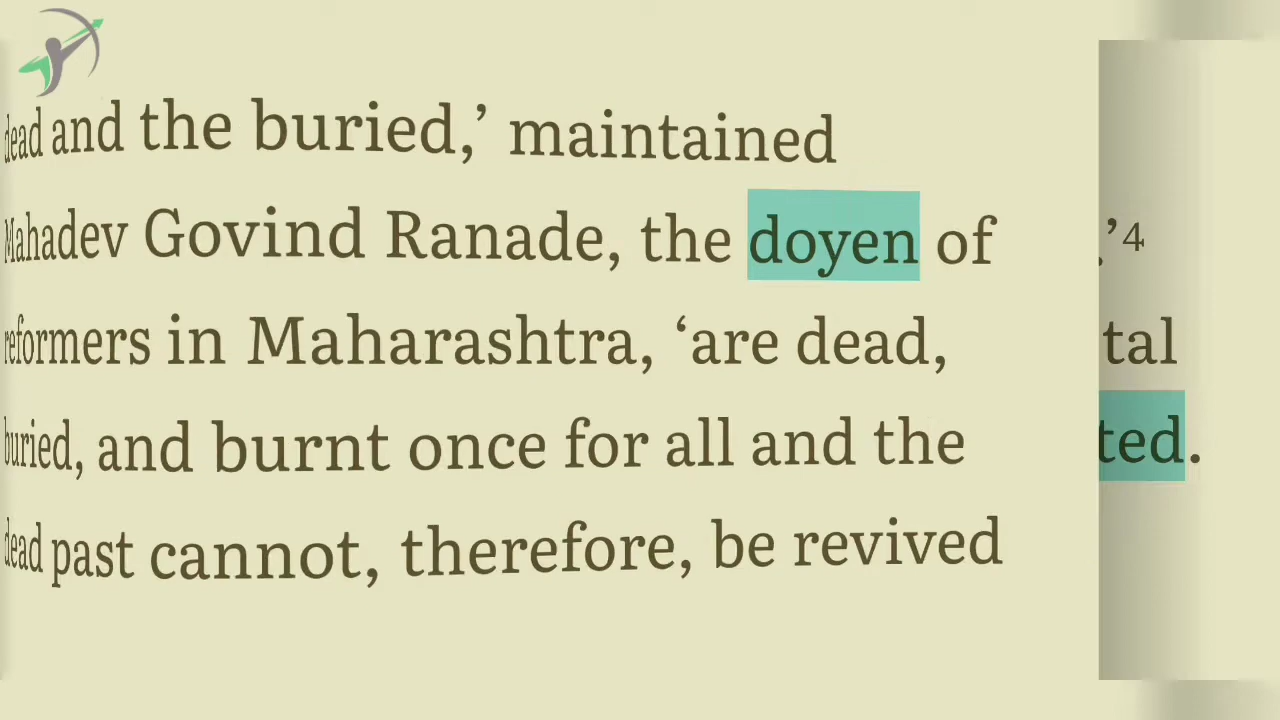 dead and the buried,’ maintained
Mahadev Govind Ranade, the doyen of
reformers in Maharashtra, ‘are dead,
buried, and burnt once for all and the
dead past cannot, therefore, be revived
.’4
tal
ted.